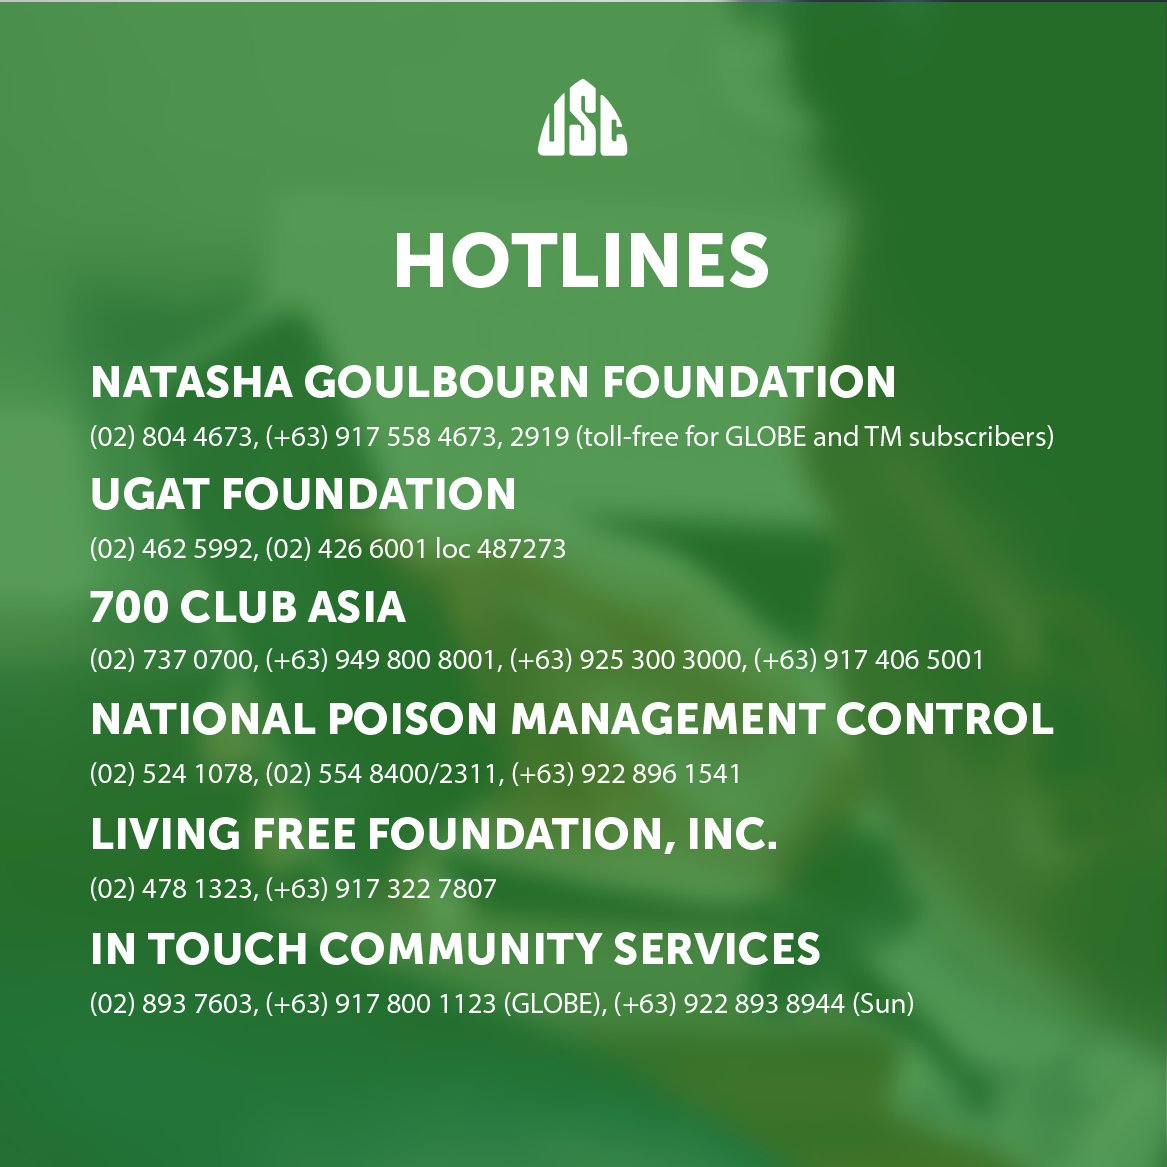 USC
HOTLINES
NATASHA GOULBOURN FOUNDATION
(02) 804 4673, (+63) 917 558 4673, 2919 (toll-free for GLOBE and TM subscribers)
UGAT FOUNDATION
(02) 462 5992, (02) 426 6001 loc 487273
700 CLUB ASIA
(02) 737 0700, (+63) 949 800 8001, (+63) 925 300 3000, (+63) 917 406 5001
NATIONAL POISON MANAGEMENT CONTROL
(02) 524 1078, (02) 554 8400/2311, (+63) 922 896 1541
LIVING FREE FOUNDATION, INC.
(02) 478 1323, (+63) 917 322 7807
IN TOUCH COMMUNITY SERVICES
(02) 893 7603, (+63) 917 800 1123 (GLOBE), (+63) 922 893 8944 (Sun)